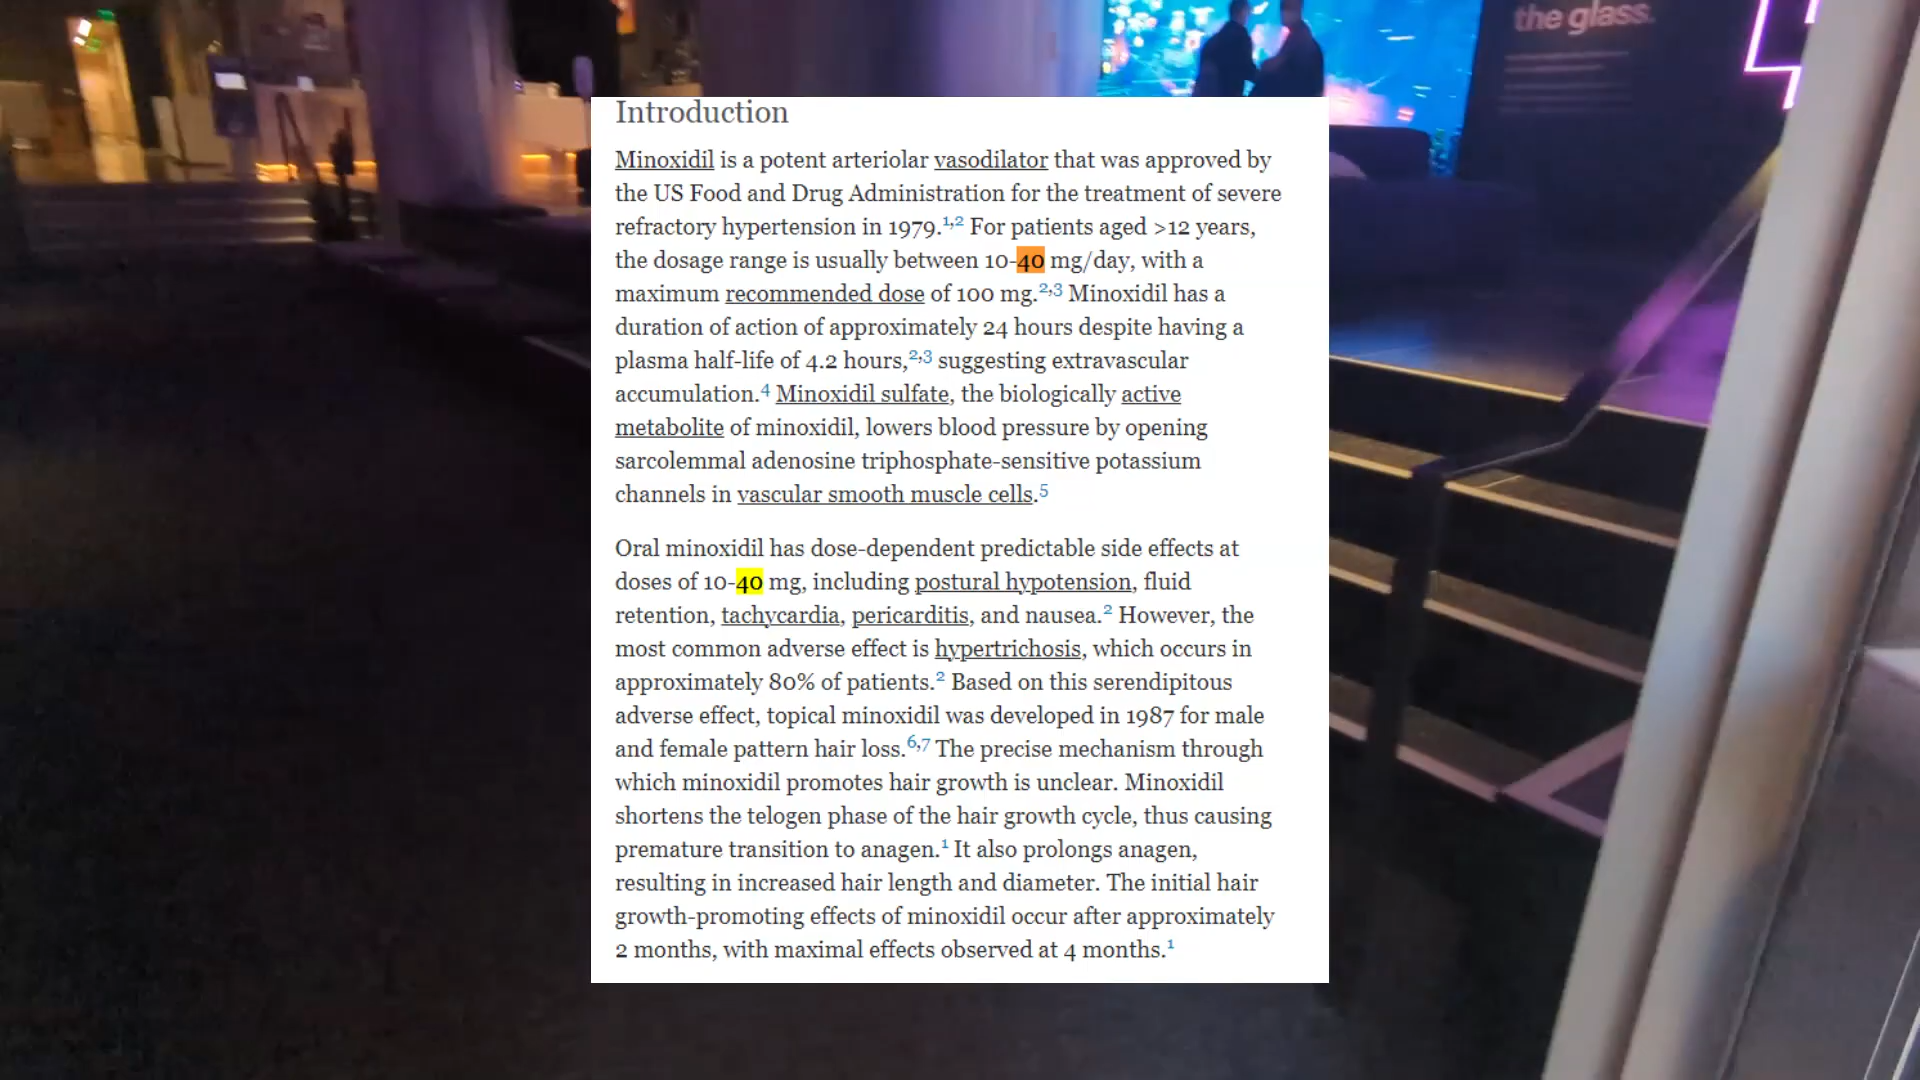 the glass.
Introduction
Minoxidil is a potent arteriolar vasodilator that was approved by
the US Food and Drug Administration for the treatment of severe
refractory hypertension in 1979.1,2 For patients aged >12 years,
the dosage range is usually between 10-40 mg/day, with a
maximum recommended dose of 100 mg.2,3 Minoxidil has a
duration of action of approximately 24 hours despite having a
plasma half-life of 4.2 hours,2,3 suggesting extravascular
accumulation.4 Minoxidil sulfate, the biologically active
metabolite of minoxidil, lowers blood pressure by opening
sarcolemmal adenosine triphosphate-sensitive potassium
channels in vascular smooth muscle cells.5
Oral minoxidil has dose-dependent predictable side effects at
doses of 10-40 mg, including postural hypotension, fluid
retention, tachycardia, pericarditis, and nausea.2 However, the
most common adverse effect is hypertrichosis, which occurs in
approximately 80% of patients.2 Based on this serendipitous
adverse effect, topical minoxidil was developed in 1987 for male
and female pattern hair loss.6,7 The precise mechanism through
which minoxidil promotes hair growth is unclear. Minoxidil
shortens the telogen phase of the hair growth cycle, thus causing
premature transition to anagen.1 It also prolongs anagen,
resulting in increased hair length and diameter. The initial hair
growth-promoting effects of minoxidil occur after approximately
2 months, with maximal effects observed at 4 months.1